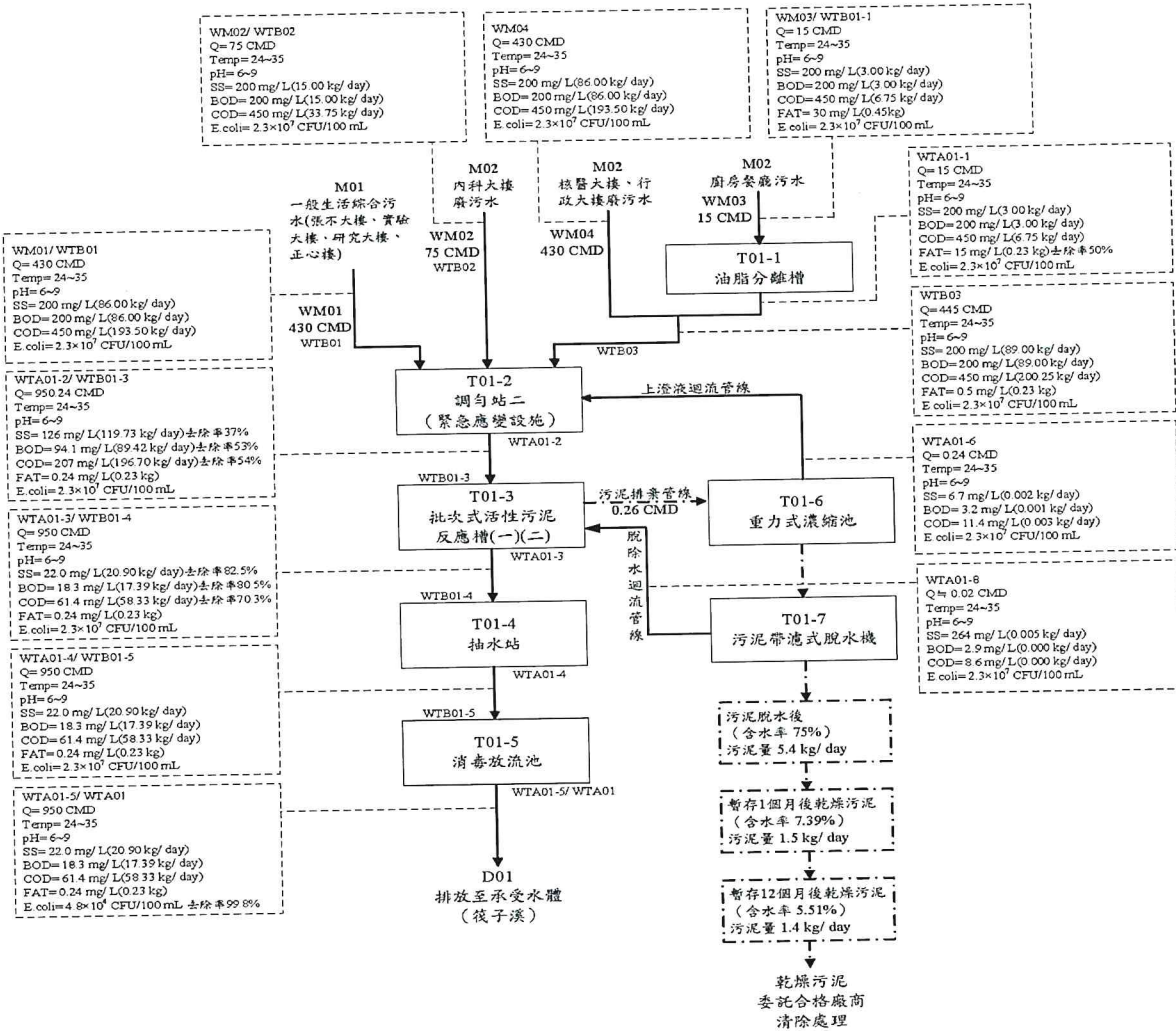 WM02/ WTB02
Q= 75 CMD
Temp= 24~35
pH= 6~9
SS= 200 mg/ L(15.00 kg/ day)
BOD= 200 mg/ L(15.00 kg/ day)
COD= 450 mg/ L(33.75 kg/ day)
E.coli= 2.3×10⁷ CFU/100 mL
WM04
Q= 430 CMD
Temp= 24~35
pH= 6~9
SS= 200 mg/ L(86.00 kg/ day)
BOD= 200 mg/ L(86.00 kg/ day)
COD= 450 mg/ L(193.50 kg/ day)
E.coli= 2.3×10⁷ CFU/100 mL
WM03/ WTB01-1
Q= 15 CMD
Temp= 24~35
pH= 6~9
SS= 200 mg/ L(3.00 kg/ day)
BOD= 200 mg/ L(3.00 kg/ day)
COD= 450 mg/ L(6.75 kg/ day)
FAT= 30 mg/ L(0.45kg)
E.coli= 2.3×10⁷ CFU/100 mL
M01
一般生活綜合污
水(張不大樓、實驗
大樓、研究大樓、
正心樓)
M02
內科大樓
廢污水
M02
核醫大樓、行
政大樓廢污水
M02
廚房餐廳污水
WM03
15 CMD
WM02
75 CMD
WTB02
WM04
430 CMD
T01-1
油脂分離槽
WTA01-1
Q= 15 CMD
Temp= 24~35
pH= 6~9
SS= 200 mg/ L(3.00 kg/ day)
BOD= 200 mg/ L(3.00 kg/ day)
COD= 450 mg/ L(6.75 kg/ day)
FAT= 15 mg/ L(0.23 kg)去除率50%
E.coli= 2.3×10⁷ CFU/100 mL
WM01/ WTB01
Q= 430 CMD
Temp= 24~35
pH= 6~9
SS= 200 mg/ L(86.00 kg/ day)
BOD= 200 mg/ L(86.00 kg/ day)
COD= 450 mg/ L(193.50 kg/ day)
E.coli= 2.3×10⁷ CFU/100 mL
WM01
430 CMD
WTB01
WTB03
WTB03
Q= 445 CMD
Temp= 24~35
pH= 6~9
SS= 200 mg/ L(89.00 kg/ day)
BOD= 200 mg/ L(89.00 kg/ day)
COD= 450 mg/ L(200.25 kg/ day)
FAT= 0.5 mg/ L(0.23 kg)
E.coli= 2.3×10⁷ CFU/100 mL
T01-2
調勻站二
(緊急應變設施)
上澄液迴流管線
WTA01-2
WTA01-2/ WTB01-3
Q= 950.24 CMD
Temp= 24~35
pH= 6~9
SS= 126 mg/ L(119.73 kg/ day)去除率37%
BOD= 94.1 mg/ L(89.42 kg/ day)去除率53%
COD= 207 mg/ L(196.70 kg/ day)去除率54%
FAT= 0.24 mg/ L(0.23 kg)
E.coli= 2.3×10⁷ CFU/100 mL
WTB01-3
T01-3
批次式活性污泥
反應槽(一)(二)
污泥排棄管線
0.26 CMD
T01-6
重力式濃縮池
WTA01-6
Q= 0.24 CMD
Temp= 24~35
pH= 6~9
SS= 6.7 mg/ L(0.002 kg/ day)
BOD= 3.2 mg/ L(0.001 kg/ day)
COD= 11.4 mg/ L(0.003 kg/ day)
E.coli= 2.3×10⁷ CFU/100 mL
WTA01-3
脫除水迴流管線
WTA01-3/ WTB01-4
Q= 950 CMD
Temp= 24~35
pH= 6~9
SS= 22.0 mg/ L(20.90 kg/ day)去除率82.5%
BOD= 18.3 mg/ L(17.39 kg/ day)去除率80.5%
COD= 61.4 mg/ L(58.33 kg/ day)去除率70.3%
FAT= 0.24 mg/ L(0.23 kg)
E.coli= 2.3×10⁷ CFU/100 mL
WTB01-4
T01-4
抽水站
WTA01-4
T01-7
污泥帶濾式脫水機
WTA01-8
Q≒ 0.02 CMD
Temp= 24~35
pH= 6~9
SS= 264 mg/ L(0.005 kg/ day)
BOD= 2.9 mg/ L(0.000 kg/ day)
COD= 8.6 mg/ L(0.000 kg/ day)
E.coli= 2.3×10⁷ CFU/100 mL
WTA01-4/ WTB01-5
Q= 950 CMD
Temp= 24~35
pH= 6~9
SS= 22.0 mg/ L(20.90 kg/ day)
BOD= 18.3 mg/ L(17.39 kg/ day)
COD= 61.4 mg/ L(58.33 kg/ day)
FAT= 0.24 mg/ L(0.23 kg)
E.coli= 2.3×10⁷ CFU/100 mL
WTB01-5
T01-5
消毒放流池
WTA01-5/ WTA01
污泥脫水後
(含水率 75%)
污泥量 5.4 kg/ day
WTA01-5/ WTA01
Q= 950 CMD
Temp= 24~35
pH= 6~9
SS= 22.0 mg/ L(20.90 kg/ day)
BOD= 18.3 mg/ L(17.39 kg/ day)
COD= 61.4 mg/ L(58.33 kg/ day)
FAT= 0.24 mg/ L(0.23 kg)
E.coli= 4.8×10⁴ CFU/100 mL 去除率99.8%
D01
排放至承受水體
(筏子溪)
暫存1個月後乾燥污泥
(含水率 7.39%)
污泥量 1.5 kg/ day
暫存12個月後乾燥污泥
(含水率 5.51%)
污泥量 1.4 kg/ day
乾燥污泥
委託合格廠商
清除處理